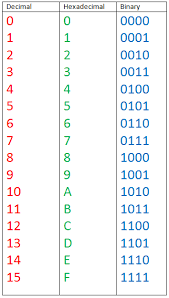 Decimal Hexadecimal Binary
0 0 0000
1 1 0001
2 2 0010
3 3 0011
4 4 0100
5 5 0101
6 6 0110
7 7 0111
8 8 1000
9 9 1001
10 A 1010
11 B 1011
12 C 1100
13 D 1101
14 E 1110
15 F 1111